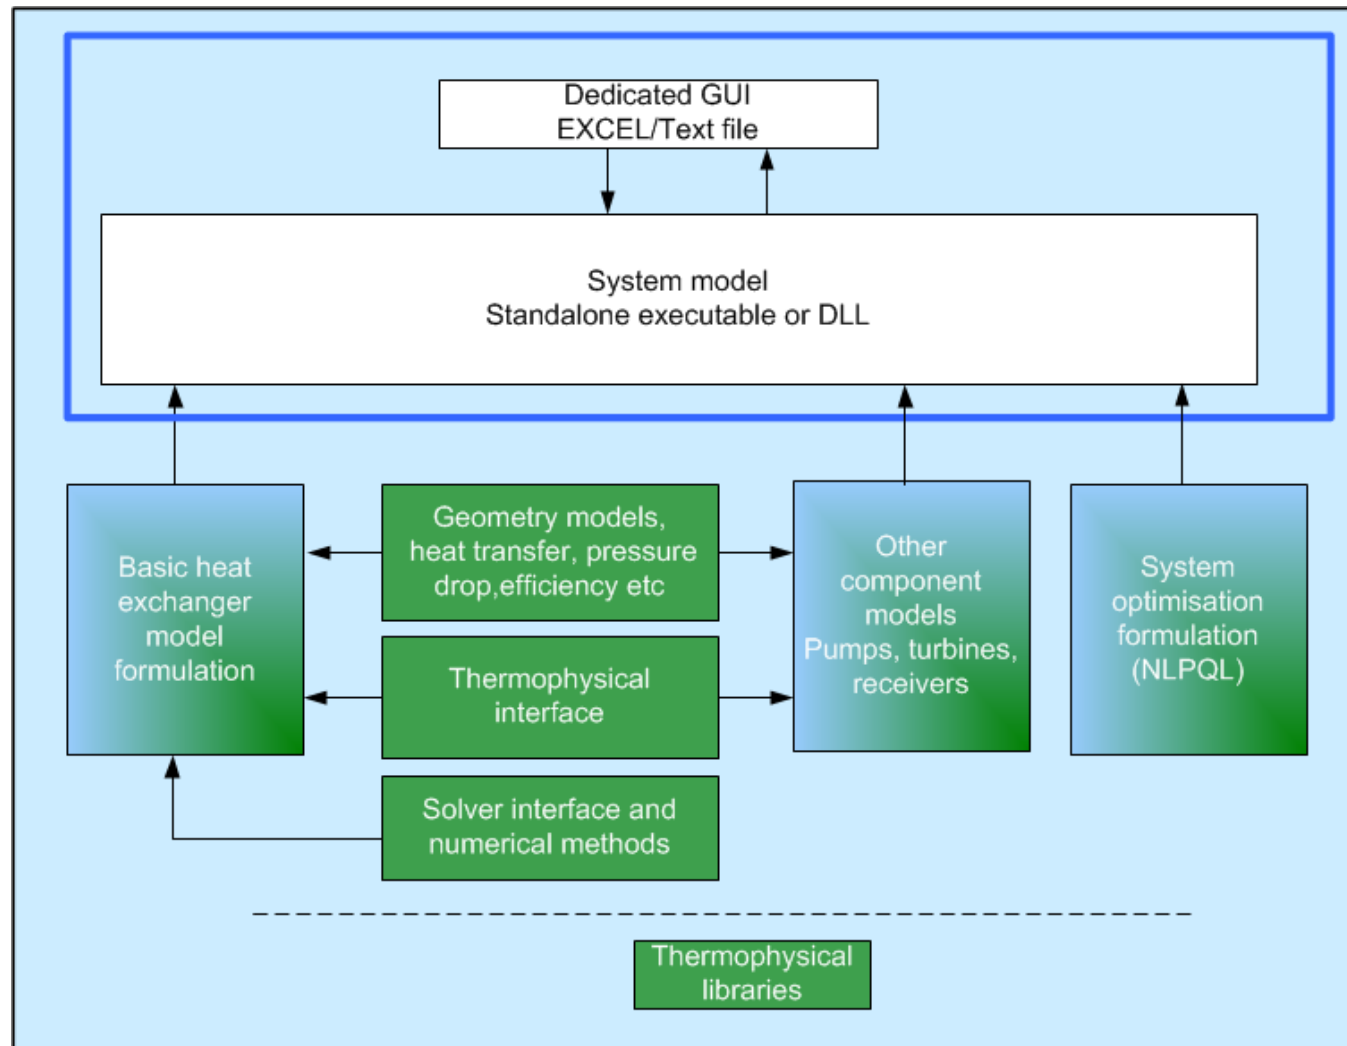 Dedicated GUI
EXCEL/Text file
System model
Standalone executable or DLL
Basic heat
exchanger
model
formulation
Geometry models,
heat transfer, pressure
drop,efficiency etc
Thermophysical
interface
Solver interface and
numerical methods
Other
component
models
Pumps, turbines,
receivers
System
optimisation
formulation
(NLPQL)
Thermophysical
libraries